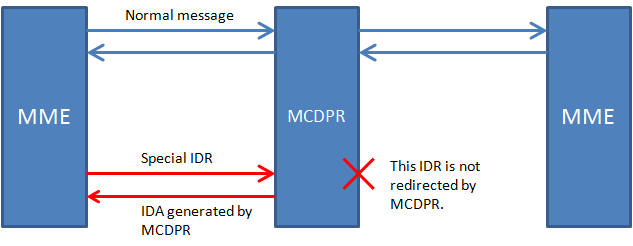 Normal message
MME
MCDPR
MME
Special IDR
This IDR is not
redirected by
MCDPR.
IDA generated by
MCDPR